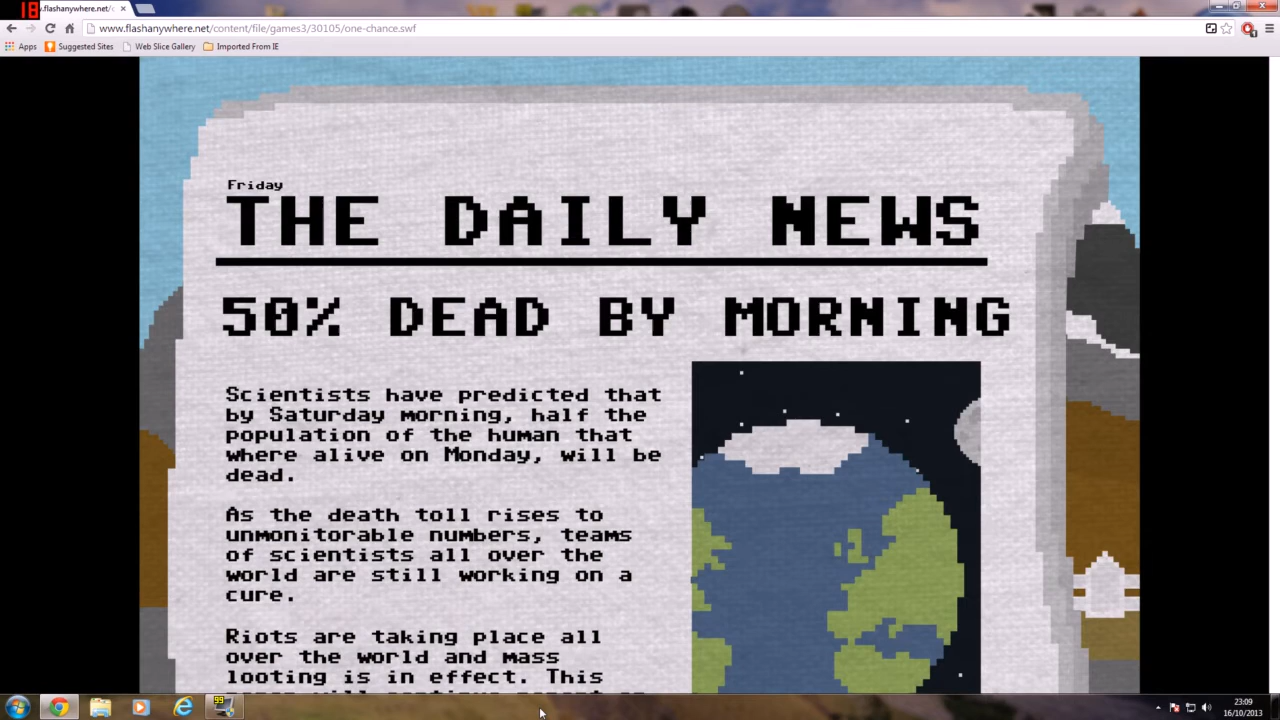 18
.flashanywhere.net/
www.flashanywhere.net/content/file/games3/30105/one-chance.swf
Apps Suggested Sites Web Slice Gallery Imported From IE
Friday
THE DAILY NEWS
50% DEAD BY MORNING
Scientists have predicted that
by Saturday morning, half the
population of the human that
where alive on Monday, will be
dead.
As the death toll rises to
unmonitorable numbers, teams
of scientists all over the
world are still working on a
cure.
Riots are taking place all
over the world and mass
looting is in effect. This
99
23:09
16/10/2013